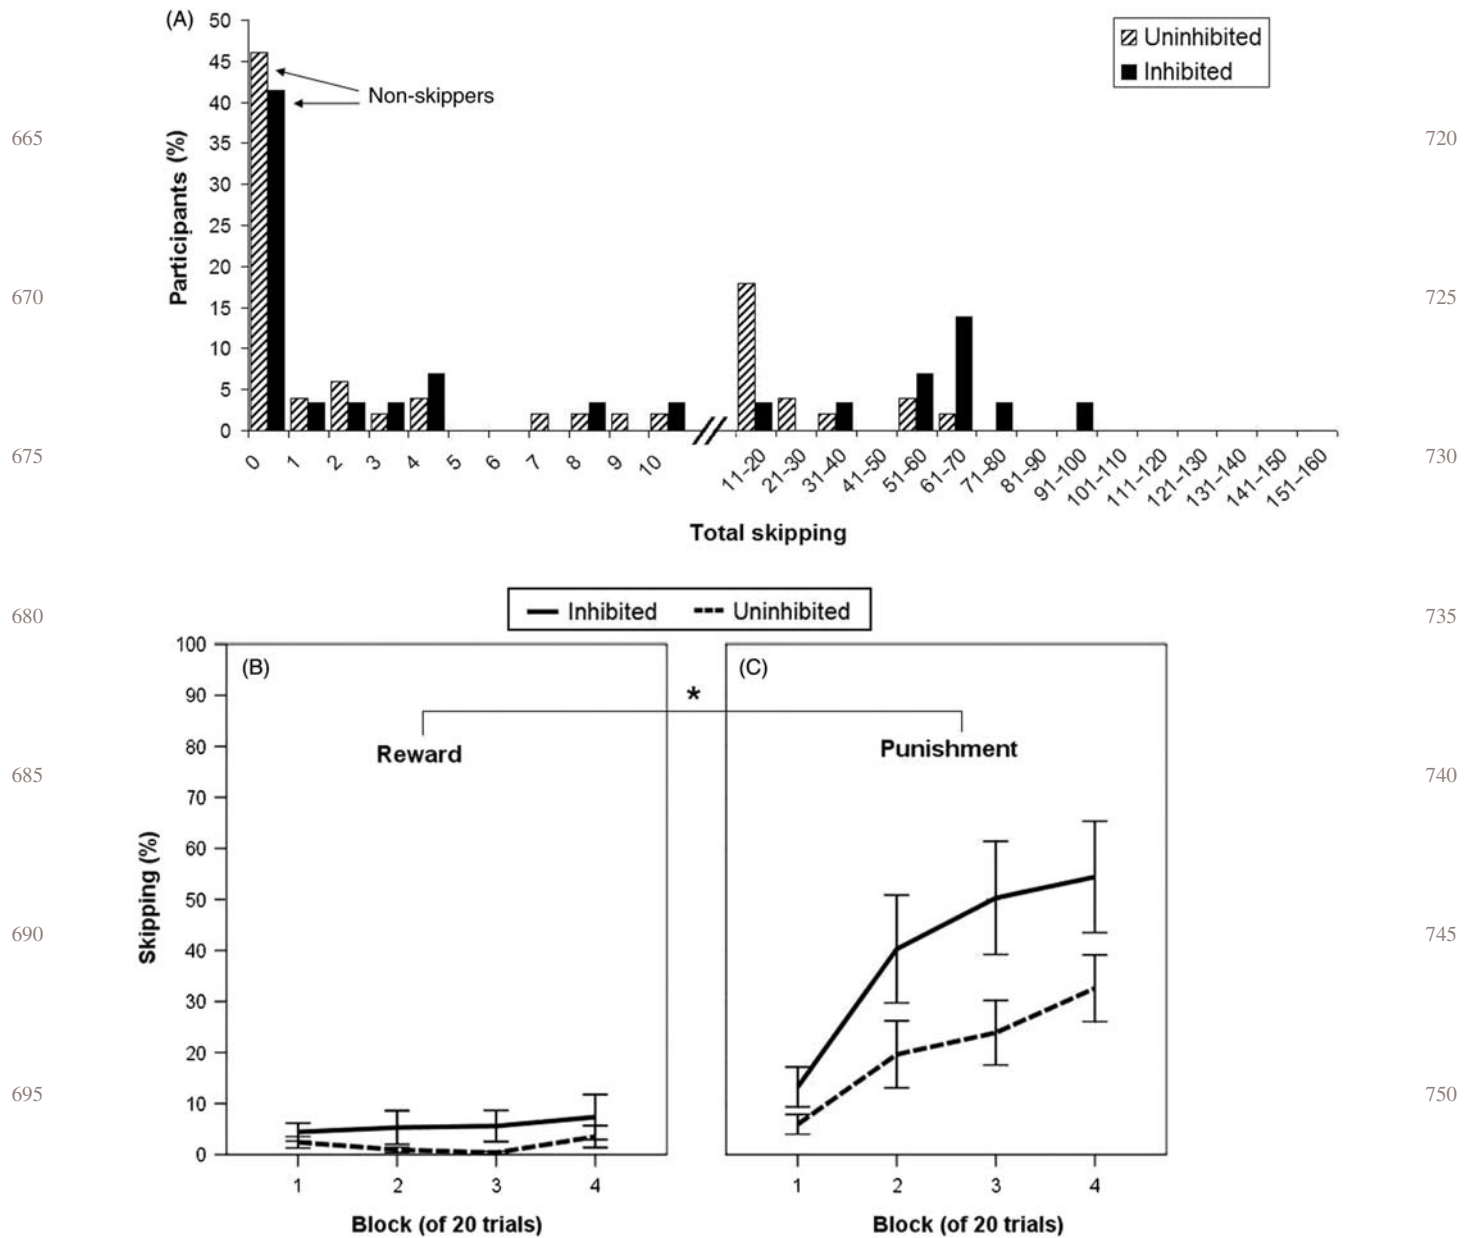 (A)
50
45
40
35
30
25
20
15
10
5
0
Participants (%)
Non-skippers
Uninhibited
Inhibited
0 1 2 3 4 5 6 7 8 9 10 11–20 21–30 31–40 41–50 51–60 61–70 71–80 81–90 91–100 101–110 111–120 121–130 131–140 141–150 151–160
Total skipping
Inhibited Uninhibited
(B)
(C)
*
Reward
Punishment
100
90
80
70
60
50
40
30
20
10
0
Skipping (%)
1 2 3 4
1 2 3 4
Block (of 20 trials)
Block (of 20 trials)
665
670
675
680
685
690
695
720
725
730
735
740
745
750